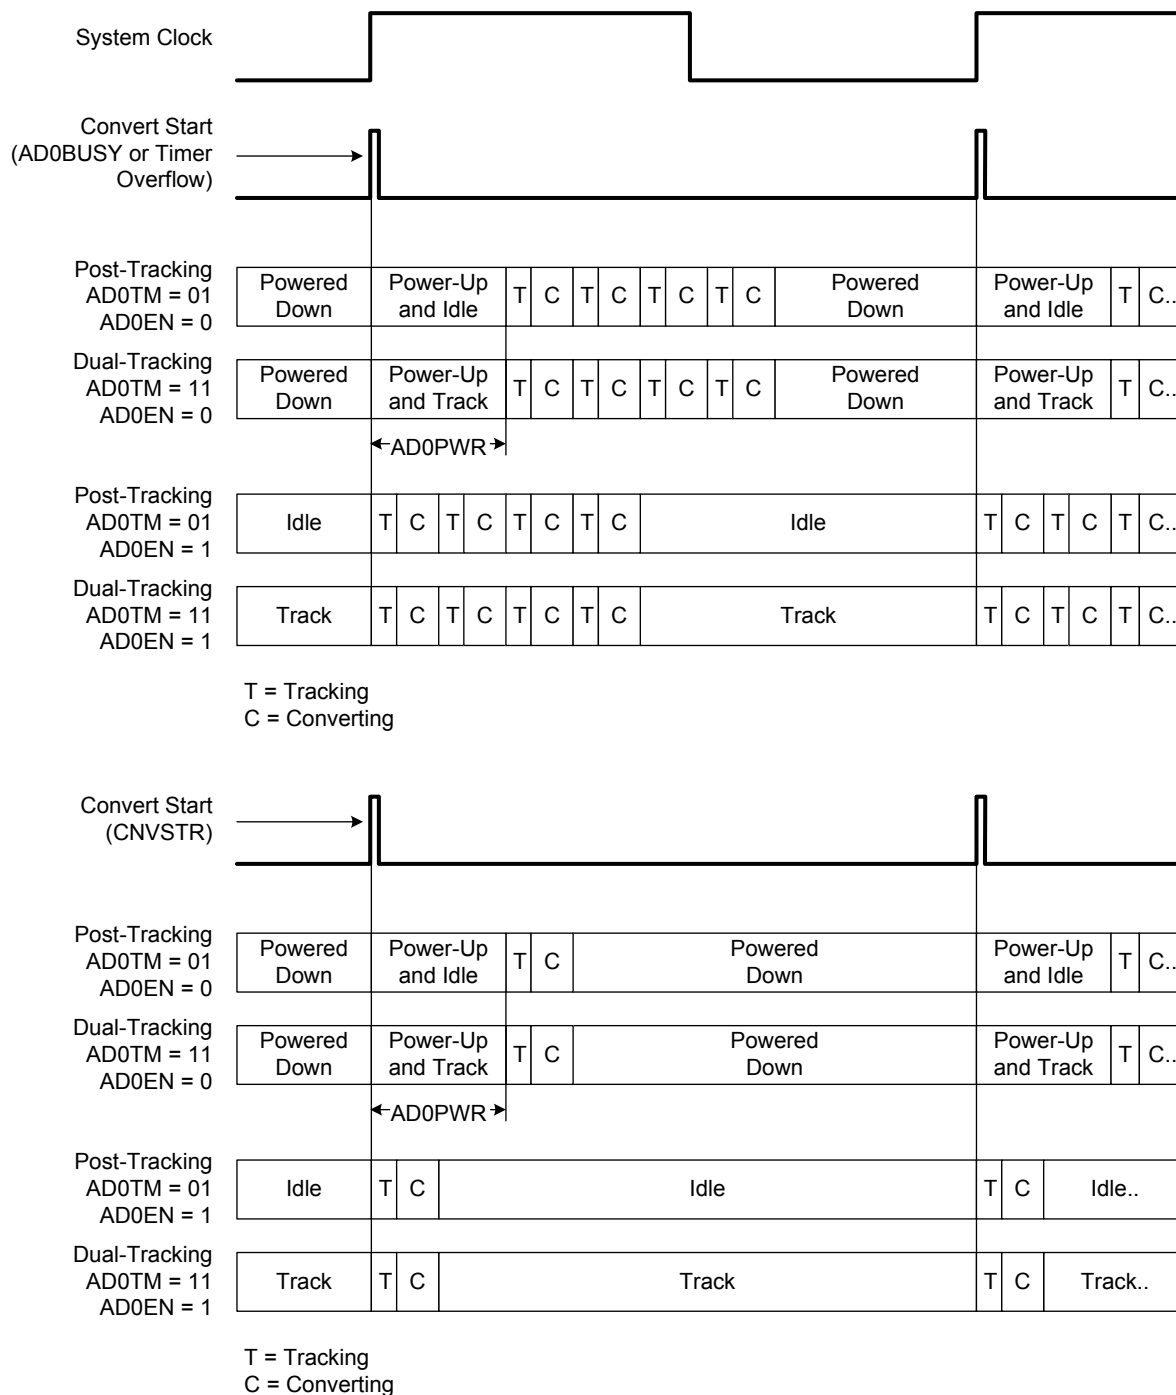 System Clock
Convert Start
(AD0BUSY or Timer
Overflow)
Post-Tracking
AD0TM = 01
AD0EN = 0
Powered
Down
Power-Up
and Idle
T C T C T C T C
Powered
Down
Power-Up
and Idle
T C..
Dual-Tracking
AD0TM = 11
AD0EN = 0
Powered
Down
Power-Up
and Track
T C T C T C T C
Powered
Down
Power-Up
and Track
T C..
AD0PWR
Post-Tracking
AD0TM = 01
AD0EN = 1
Idle T C T C T C T C Idle T C T C T C..
Dual-Tracking
AD0TM = 11
AD0EN = 1
Track T C T C T C T C Track T C T C T C..
T = Tracking
C = Converting
Convert Start
(CNVSTR)
Post-Tracking
AD0TM = 01
AD0EN = 0
Powered
Down
Power-Up
and Idle
T C
Powered
Down
Power-Up
and Idle
T C..
Dual-Tracking
AD0TM = 11
AD0EN = 0
Powered
Down
Power-Up
and Track
T C
Powered
Down
Power-Up
and Track
T C..
AD0PWR
Post-Tracking
AD0TM = 01
AD0EN = 1
Idle T C Idle T C Idle..
Dual-Tracking
AD0TM = 11
AD0EN = 1
Track T C Track T C Track..
T = Tracking
C = Converting